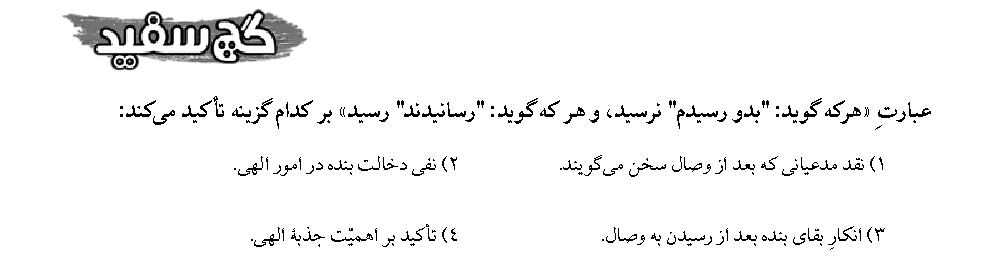 گچ سفید
عبارتِ «هرکه گوید: "بدو رسیدم" نرسید، و هر که گوید: "رسانیدند" رسید» بر کدام گزینه تأکید می‌کند:
۱) نقد مدعیانی که بعد از وصال سخن می‌گویند. ۲) نفی دخالت بنده در امور الهی.
۳) انکارِ بقای بنده بعد از رسیدن به وصال. ٤) تأکید بر اهمیّت جذبهٔ الهی.